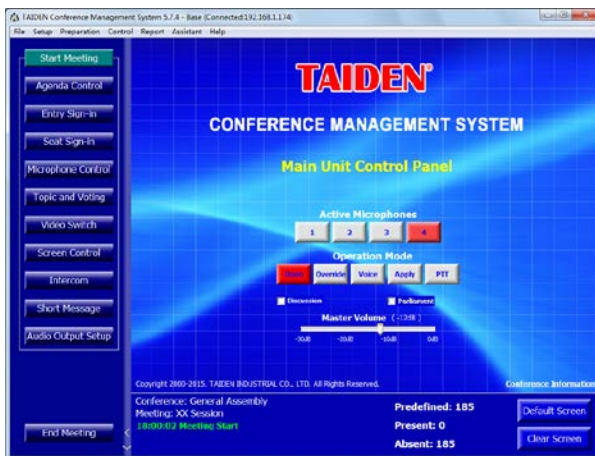 TAIDEN Conference Management System 5.7.4 - Base (Connected:192.168.1.174)
File Setup Preparation Control Report Assistant Help
Start Meeting
Agenda Control
Entry Sign-in
Seat Sign-in
Microphone Control
Topic and Voting
Video Switch
Screen Control
Intercom
Short Message
Audio Output Setup
End Meeting
TAIDEN®
CONFERENCE MANAGEMENT SYSTEM
Main Unit Control Panel
Active Microphones
1 2 3 4
Operation Mode
Open Override Voice Apply PTT
Discussion Parliament
Master Volume (-12dB)
-30dB -20dB -10dB 0dB
Copyright 2000-2015. TAIDEN INDUSTRIAL CO., LTD. All Rights Reserved.
Conference Information
Conference: General Assembly
Meeting: XX Session
18:00:02 Meeting Start
Predefined: 185
Present: 0
Absent: 185
Default Screen
Clear Screen